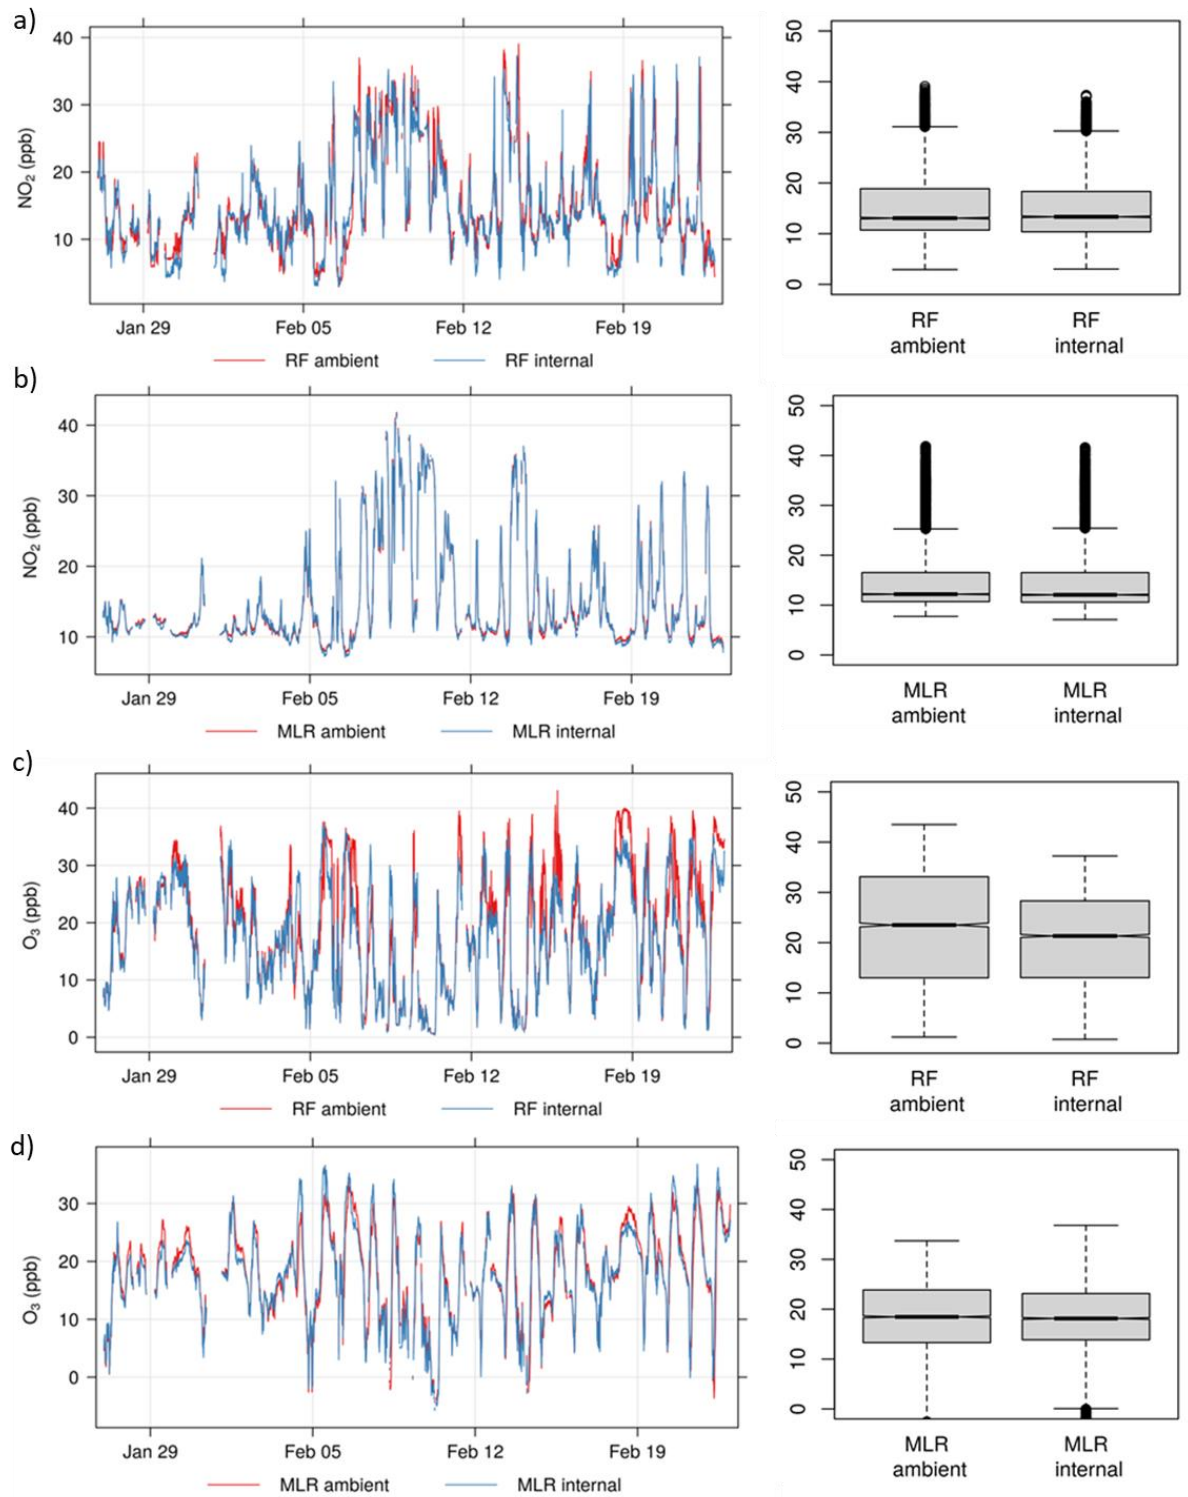 a)
40
30
20
10
NO2 (ppb)
Jan 29 Feb 05 Feb 12 Feb 19
RF ambient RF internal
50
40
30
20
10
0
RF ambient
RF internal
b)
40
30
20
10
NO2 (ppb)
Jan 29 Feb 05 Feb 12 Feb 19
MLR ambient MLR internal
50
40
30
20
10
0
MLR ambient
MLR internal
c)
40
30
20
10
0
O3 (ppb)
Jan 29 Feb 05 Feb 12 Feb 19
RF ambient RF internal
50
40
30
20
10
0
RF ambient
RF internal
d)
30
20
10
0
O3 (ppb)
Jan 29 Feb 05 Feb 12 Feb 19
MLR ambient MLR internal
50
40
30
20
10
0
MLR ambient
MLR internal